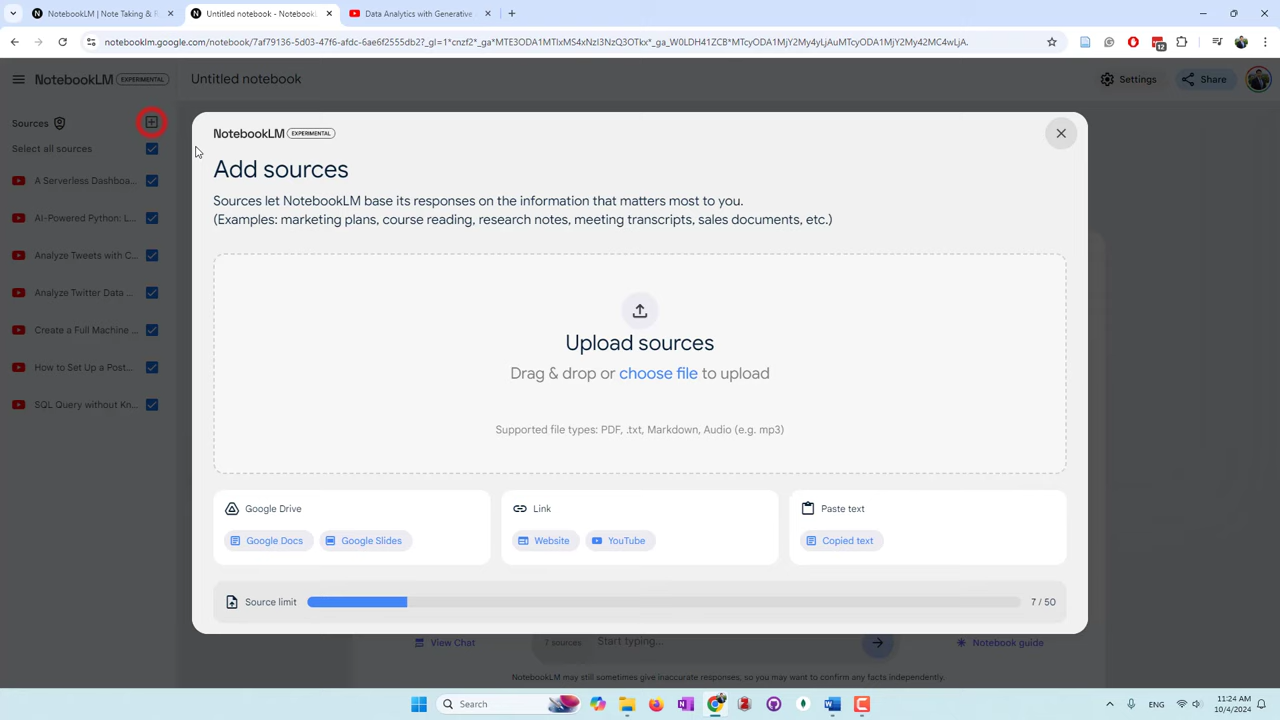 NotebookLM | Note Taking & R
Untitled notebook - NotebookL
Data Analytics with Generative
notebooklm.google.com/notebook/7af79136-5d03-47f6-afdc-6ae6f2555db2?_gl=1*cnzf2*_ga*MTE3ODA1MTIxMS4xNzI3NzQ3OTkx*_ga_W0LDH41ZCB*MTcyODA1MjY2My4yLjAuMTcyODA1MjY2My42MC4wLjA.
12
NotebookLM EXPERIMENTAL
Untitled notebook
Settings
Share
Sources
Select all sources
A Serverless Dashboa...
AI-Powered Python: L...
Analyze Tweets with C...
Analyze Twitter Data ...
Create a Full Machine ...
How to Set Up a Post...
SQL Query without Kn...
NotebookLM EXPERIMENTAL
Add sources
Sources let NotebookLM base its responses on the information that matters most to you.
(Examples: marketing plans, course reading, research notes, meeting transcripts, sales documents, etc.)
Upload sources
Drag & drop or choose file to upload
Supported file types: PDF, .txt, Markdown, Audio (e.g. mp3)
Google Drive
Google Docs
Google Slides
Link
Website
YouTube
Paste text
Copied text
Source limit
7 / 50
View Chat
7 sources
Start typing...
Notebook guide
NotebookLM may still sometimes give inaccurate responses, so you may want to confirm any facts independently.
Search
11:24 AM
10/4/2024